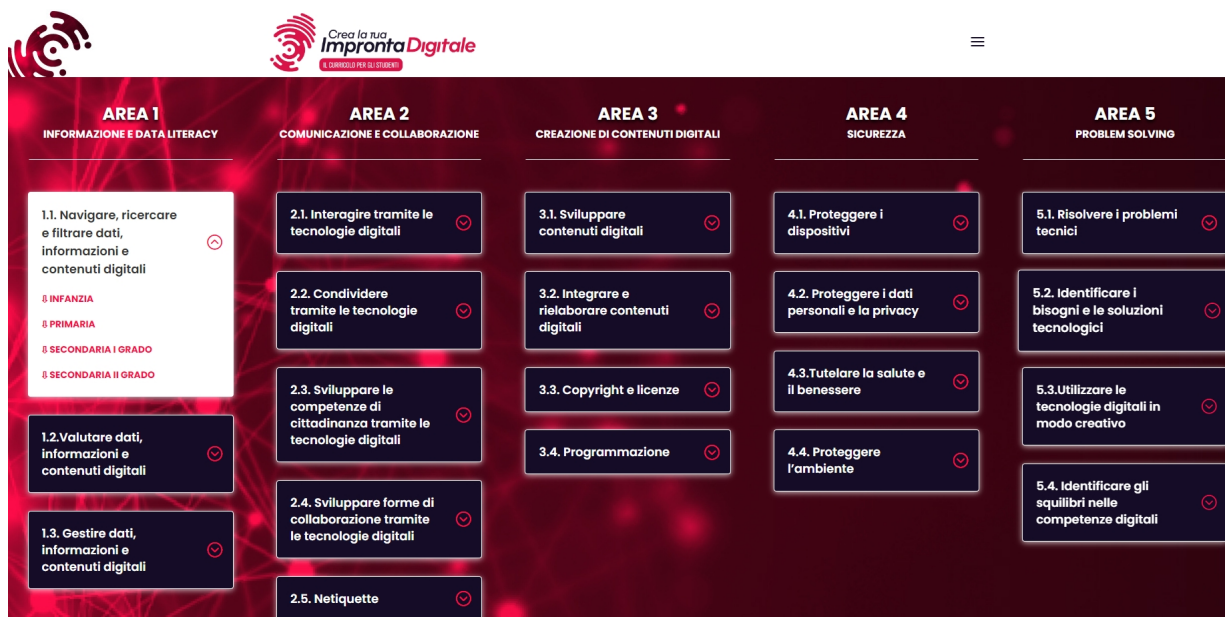 Crea la tua
Impronta Digitale
IL CURRICOLO PER GLI STUDENTI
AREA 1
INFORMAZIONE E DATA LITERACY
1.1. Navigare, ricercare
e filtrare dati,
informazioni e
contenuti digitali
⇩ INFANZIA
⇩ PRIMARIA
⇩ SECONDARIA I GRADO
⇩ SECONDARIA II GRADO
1.2.Valutare dati,
informazioni e
contenuti digitali
1.3. Gestire dati,
informazioni e
contenuti digitali
AREA 2
COMUNICAZIONE E COLLABORAZIONE
2.1. Interagire tramite le
tecnologie digitali
2.2. Condividere
tramite le tecnologie
digitali
2.3. Sviluppare le
competenze di
cittadinanza tramite le
tecnologie digitali
2.4. Sviluppare forme di
collaborazione tramite
le tecnologie digitali
2.5. Netiquette
AREA 3
CREAZIONE DI CONTENUTI DIGITALI
3.1. Sviluppare
contenuti digitali
3.2. Integrare e
rielaborare contenuti
digitali
3.3. Copyright e licenze
3.4. Programmazione
AREA 4
SICUREZZA
4.1. Proteggere i
dispositivi
4.2. Proteggere i dati
personali e la privacy
4.3.Tutelare la salute e
il benessere
4.4. Proteggere
l'ambiente
AREA 5
PROBLEM SOLVING
5.1. Risolvere i problemi
tecnici
5.2. Identificare i
bisogni e le soluzioni
tecnologici
5.3.Utilizzare le
tecnologie digitali in
modo creativo
5.4. Identificare gli
squilibri nelle
competenze digitali